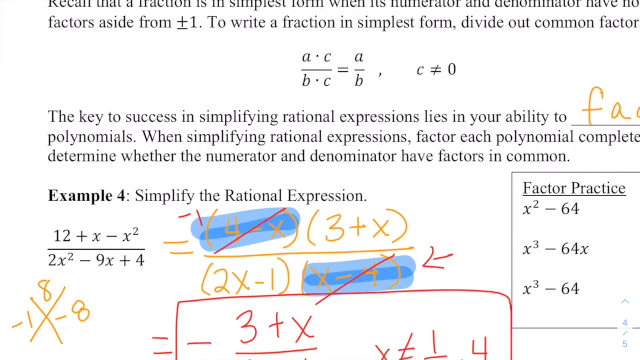 Recall that a fraction is in simplest form when its numerator and denominator have no
factors aside from ±1. To write a fraction in simplest form, divide out common factor
a · c / b · c = a / b , c ≠ 0
The key to success in simplifying rational expressions lies in your ability to fac
polynomials. When simplifying rational expressions, factor each polynomial complete
determine whether the numerator and denominator have factors in common.
Example 4: Simplify the Rational Expression.
12 + x − x² / 2x² − 9x + 4
= -1 (4 - x)(3 + x) / (2x - 1)(x - 4) ←
8
-1 -8
= - 3 + x
x ≠ 1 , 4
Factor Practice
x² − 64
x³ − 64x
x³ − 64
4
5